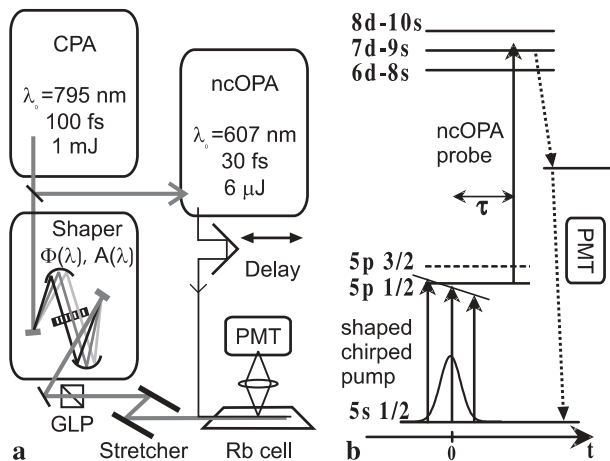 CPA
λ₀=795 nm
100 fs
1 mJ
ncOPA
λ₀=607 nm
30 fs
6 μJ
Shaper
Φ(λ), A(λ)
Delay
PMT
GLP
Stretcher
Rb cell
a
8d-10s
7d-9s
6d-8s
ncOPA
probe
τ
PMT
5p 3/2
5p 1/2
shaped
chirped
pump
5s 1/2
0
t
b